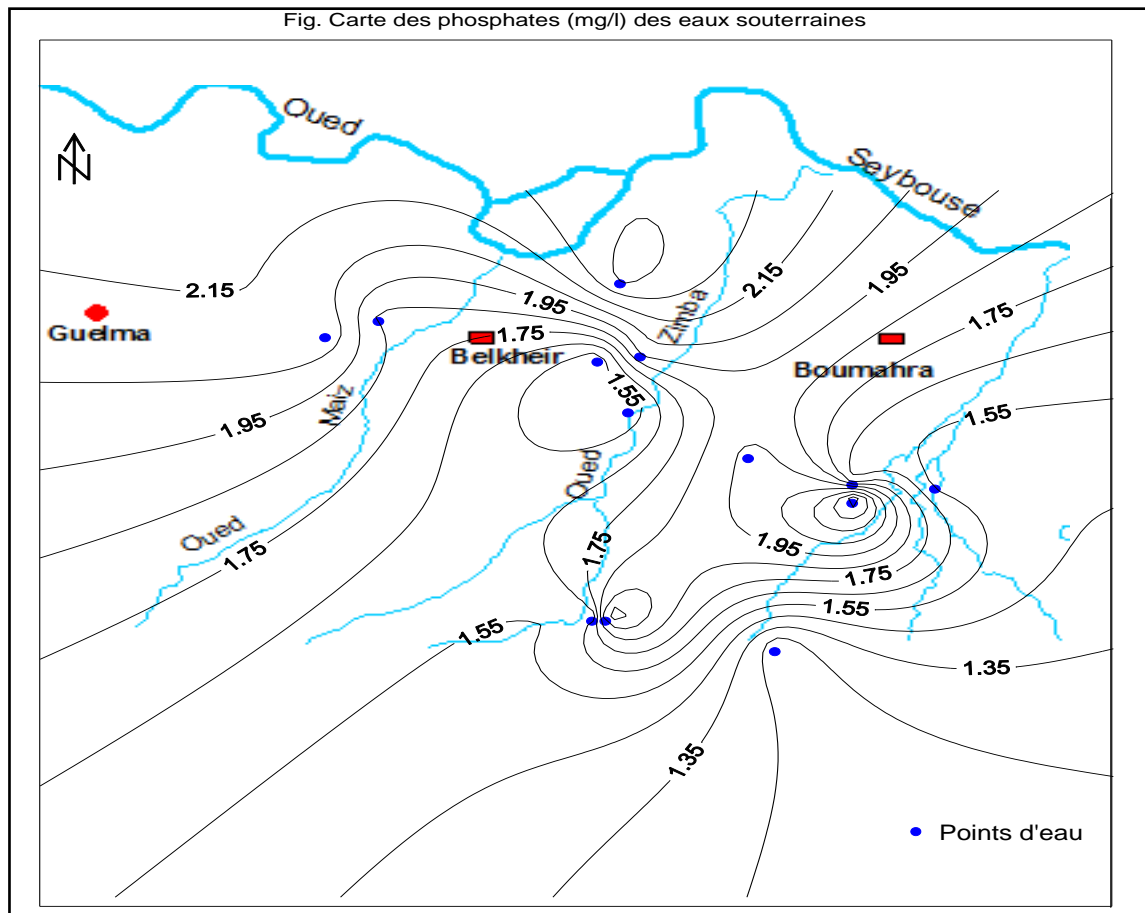 Fig. Carte des phosphates (mg/l) des eaux souterraines
Oued
Seybouse
N
2.15
2.15
1.95
1.95
Zimba
Guelma
1.75
Belkheir
1.75
Boumahra
1.55
Maiz
1.95
1.55
Oued
Oued
1.75
1.75
1.95
1.75
1.55
1.55
1.35
1.35
Points d'eau